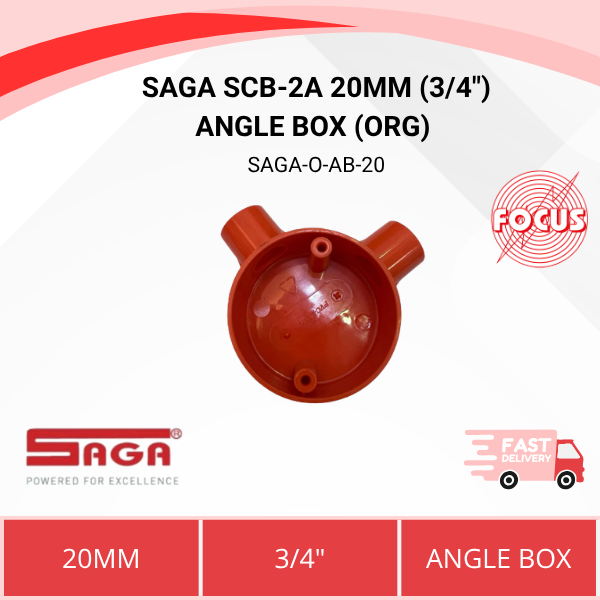 SAGA SCB-2A 20MM (3/4")
ANGLE BOX (ORG)
SAGA-O-AB-20
FOCUS
SAGA®
POWERED FOR EXCELLENCE
FAST
DELIVERY
20MM
3/4"
ANGLE BOX